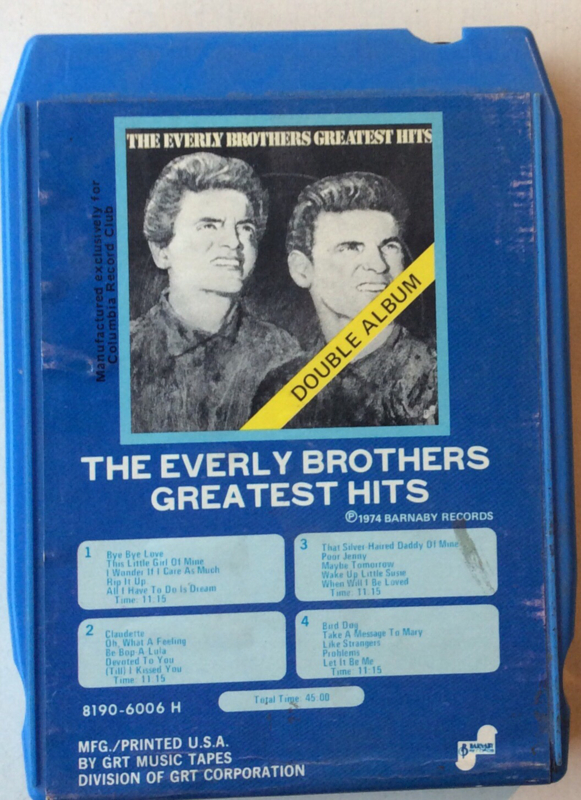 THE EVERLY BROTHERS GREATEST HITS
Manufactured exclusively for
Columbia Record Club
DOUBLE ALBUM
THE EVERLY BROTHERS
GREATEST HITS
℗1974 BARNABY RECORDS
1
Bye Bye Love
This Little Girl Of Mine
I Wonder If I Care As Much
Rip It Up
All I Have To Do Is Dream
Time: 11:15
2
Claudette
Oh, What A Feeling
Be Bop A-Lula
Devoted To You
(Till) I Kissed You
Time: 11:15
3
That Silver Haired Daddy Of Mine
Poor Jenny
Maybe Tomorrow
Wake Up Little Susie
When Will I Be Loved
Time: 11:15
4
Bird Dog
Take A Message To Mary
Like Strangers
Problems
Let It Be Me
Time: 11:15
Total Time: 45:00
8190-6006 H
MFG./PRINTED U.S.A.
BY GRT MUSIC TAPES
DIVISION OF GRT CORPORATION
BARNABY